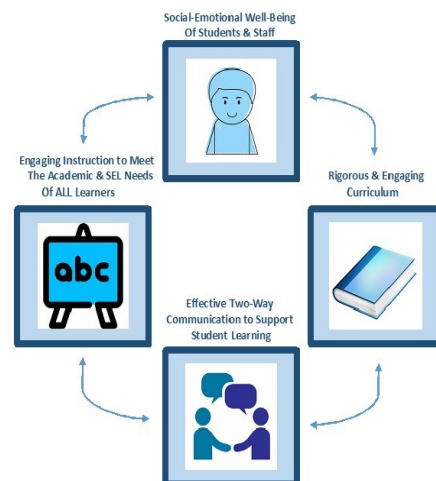 Social-Emotional Well-Being
Of Students & Staff
Engaging Instruction to Meet
The Academic & SEL Needs
Of ALL Learners
Rigorous & Engaging
Curriculum
abc
Effective Two-Way
Communication to Support
Student Learning